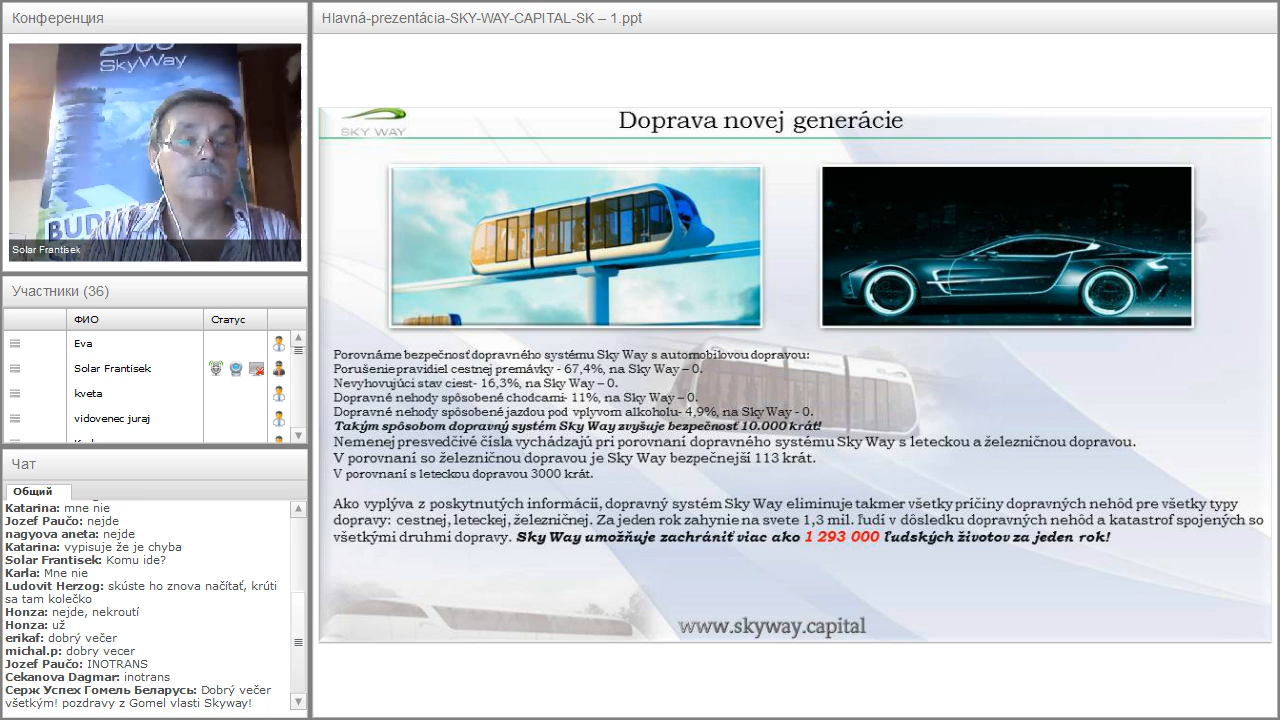 Конференция
SkyWay
BUDÚ
Solar Frantisek
Участники (36)
ФИО
Статус
Eva
Solar Frantisek
kveta
vidovenec juraj
Чат
Общий
Katarina: mne nie
Jozef Paučo: nejde
nagyova aneta: nejde
Katarina: vypisuje že je chyba
Solar Frantisek: Komu ide?
Karla: Mne nie
Ludovit Herzog: skúste ho znova načítať, krúti
sa tam kolečko
Honza: nejde, nekroutí
Honza: už
erikaf: dobrý večer
michal.p: dobry vecer
Jozef Paučo: INOTRANS
Cekanova Dagmar: inotrans
Серж Успех Гомель Беларусь: Dobrý večer
všetkým! pozdravy z Gomel vlasti Skyway!
Hlavná-prezentácia-SKY-WAY-CAPITAL-SK – 1.ppt
SKY WAY
Doprava novej generácie
Porovnáme bezpečnosť dopravného systému Sky Way s automobilovou dopravou:
Porušenie pravidiel cestnej premávky - 67,4%, na Sky Way – 0.
Nevyhovujúci stav ciest- 16,3%, na Sky Way – 0.
Dopravné nehody spôsobené chodcami- 11%, na Sky Way – 0.
Dopravné nehody spôsobené jazdou pod vplyvom alkoholu- 4,9%, na Sky Way - 0.
Takým spôsobom dopravný systém Sky Way zvyšuje bezpečnosť 10.000 krát!
Nemenej presvedčivé čísla vychádzajú pri porovnaní dopravného systému Sky Way s leteckou a železničnou dopravou.
V porovnaní so železničnou dopravou je Sky Way bezpečnejší 113 krát.
V porovnaní s leteckou dopravou 3000 krát.
Ako vyplýva z poskytnutých informácií, dopravný systém Sky Way eliminuje takmer všetky príčiny dopravných nehôd pre všetky typy
dopravy: cestnej, leteckej, železničnej. Za jeden rok zahynie na svete 1,3 mil. ľudí v dôsledku dopravných nehôd a katastrof spojených so
všetkými druhmi dopravy. Sky Way umožňuje zachrániť viac ako 1 293 000 ľudských životov za jeden rok!
www.skyway.capital